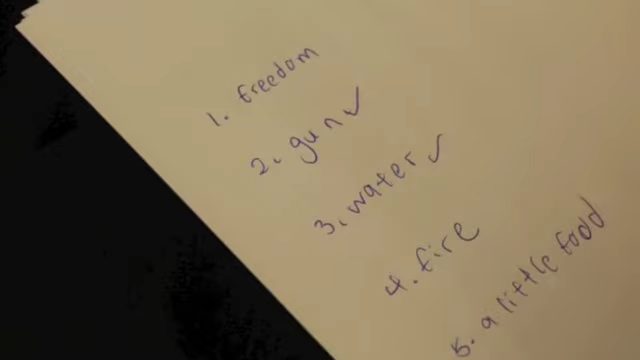 1. freedom
2. gun ✓
3. water ✓
4. fire
5. a little food